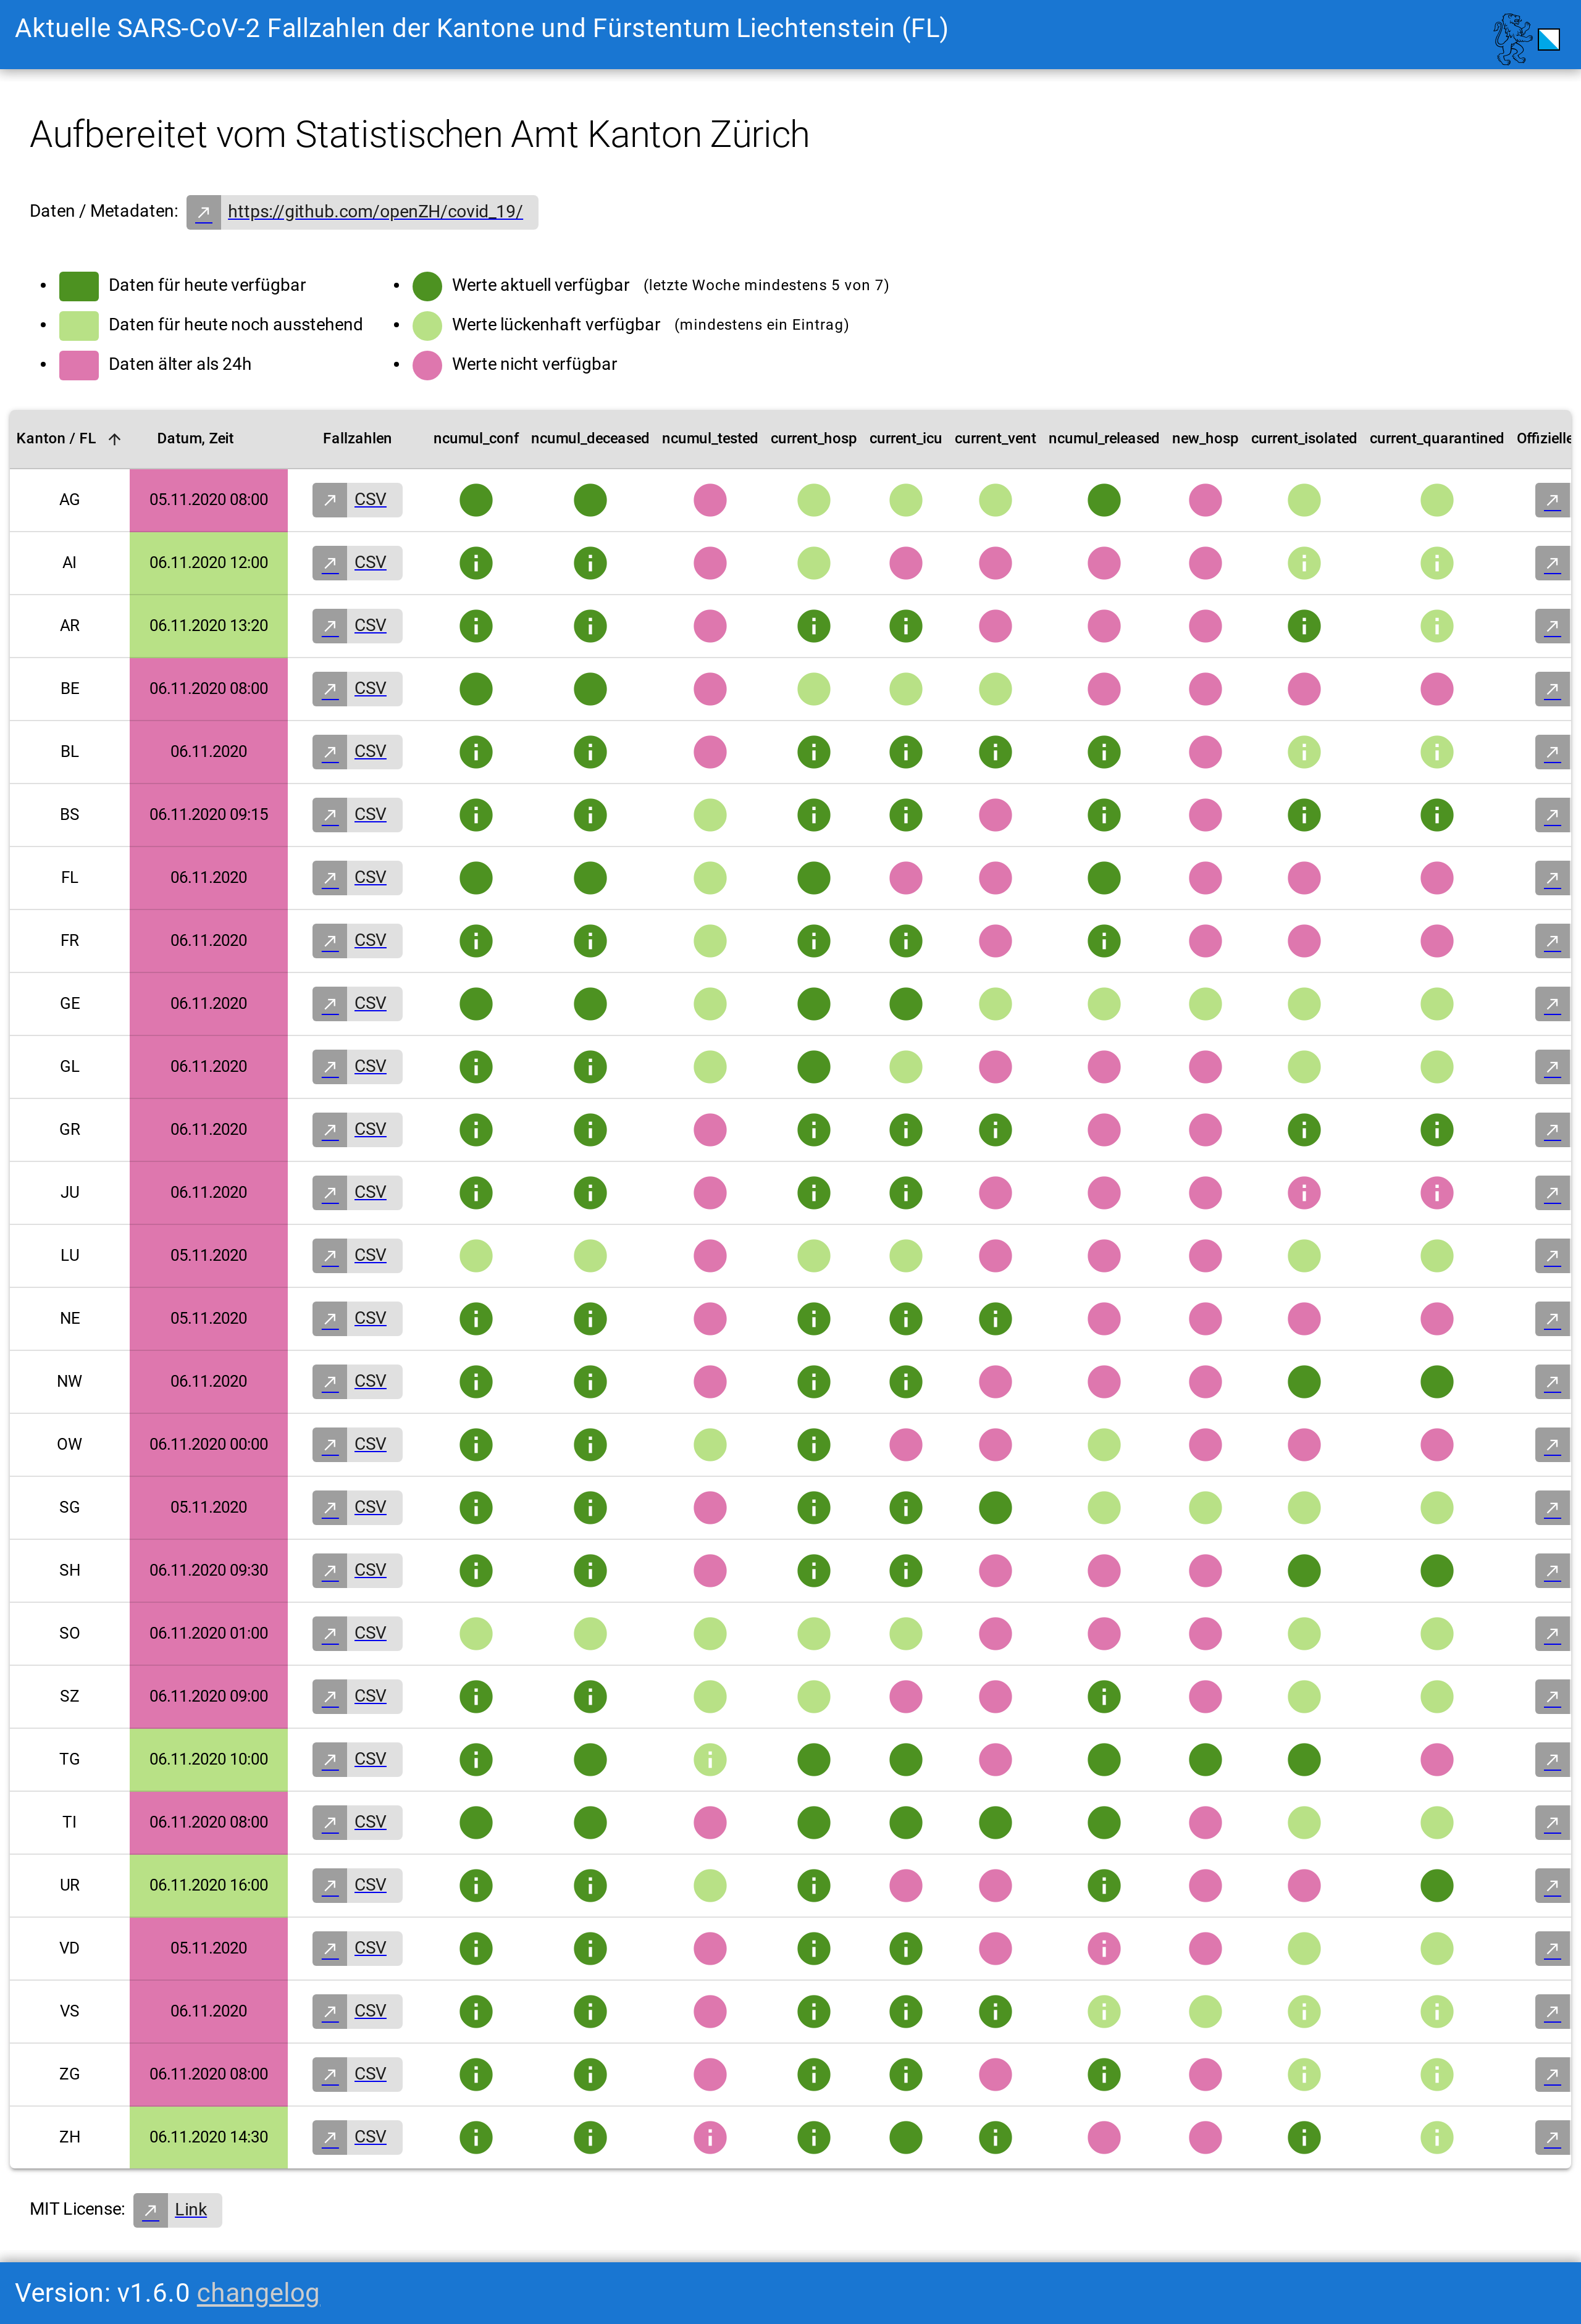 Aktuelle SARS-CoV-2 Fallzahlen der Kantone und Fürstentum Liechtenstein (FL)
Aufbereitet vom Statistischen Amt Kanton Zürich
Daten / Metadaten: https://github.com/openZH/covid_19/
Daten für heute verfügbar
Daten für heute noch ausstehend
Daten älter als 24h
Werte aktuell verfügbar (letzte Woche mindestens 5 von 7)
Werte lückenhaft verfügbar (mindestens ein Eintrag)
Werte nicht verfügbar
Kanton / FL Datum, Zeit Fallzahlen ncumul_conf ncumul_deceased ncumul_tested current_hosp current_icu current_vent ncumul_released new_hosp current_isolated current_quarantined Offizielle
AG 05.11.2020 08:00 CSV
AI 06.11.2020 12:00 CSV
AR 06.11.2020 13:20 CSV
BE 06.11.2020 08:00 CSV
BL 06.11.2020 CSV
BS 06.11.2020 09:15 CSV
FL 06.11.2020 CSV
FR 06.11.2020 CSV
GE 06.11.2020 CSV
GL 06.11.2020 CSV
GR 06.11.2020 CSV
JU 06.11.2020 CSV
LU 05.11.2020 CSV
NE 05.11.2020 CSV
NW 06.11.2020 CSV
OW 06.11.2020 00:00 CSV
SG 05.11.2020 CSV
SH 06.11.2020 09:30 CSV
SO 06.11.2020 01:00 CSV
SZ 06.11.2020 09:00 CSV
TG 06.11.2020 10:00 CSV
TI 06.11.2020 08:00 CSV
UR 06.11.2020 16:00 CSV
VD 05.11.2020 CSV
VS 06.11.2020 CSV
ZG 06.11.2020 08:00 CSV
ZH 06.11.2020 14:30 CSV
MIT License: Link
Version: v1.6.0 changelog